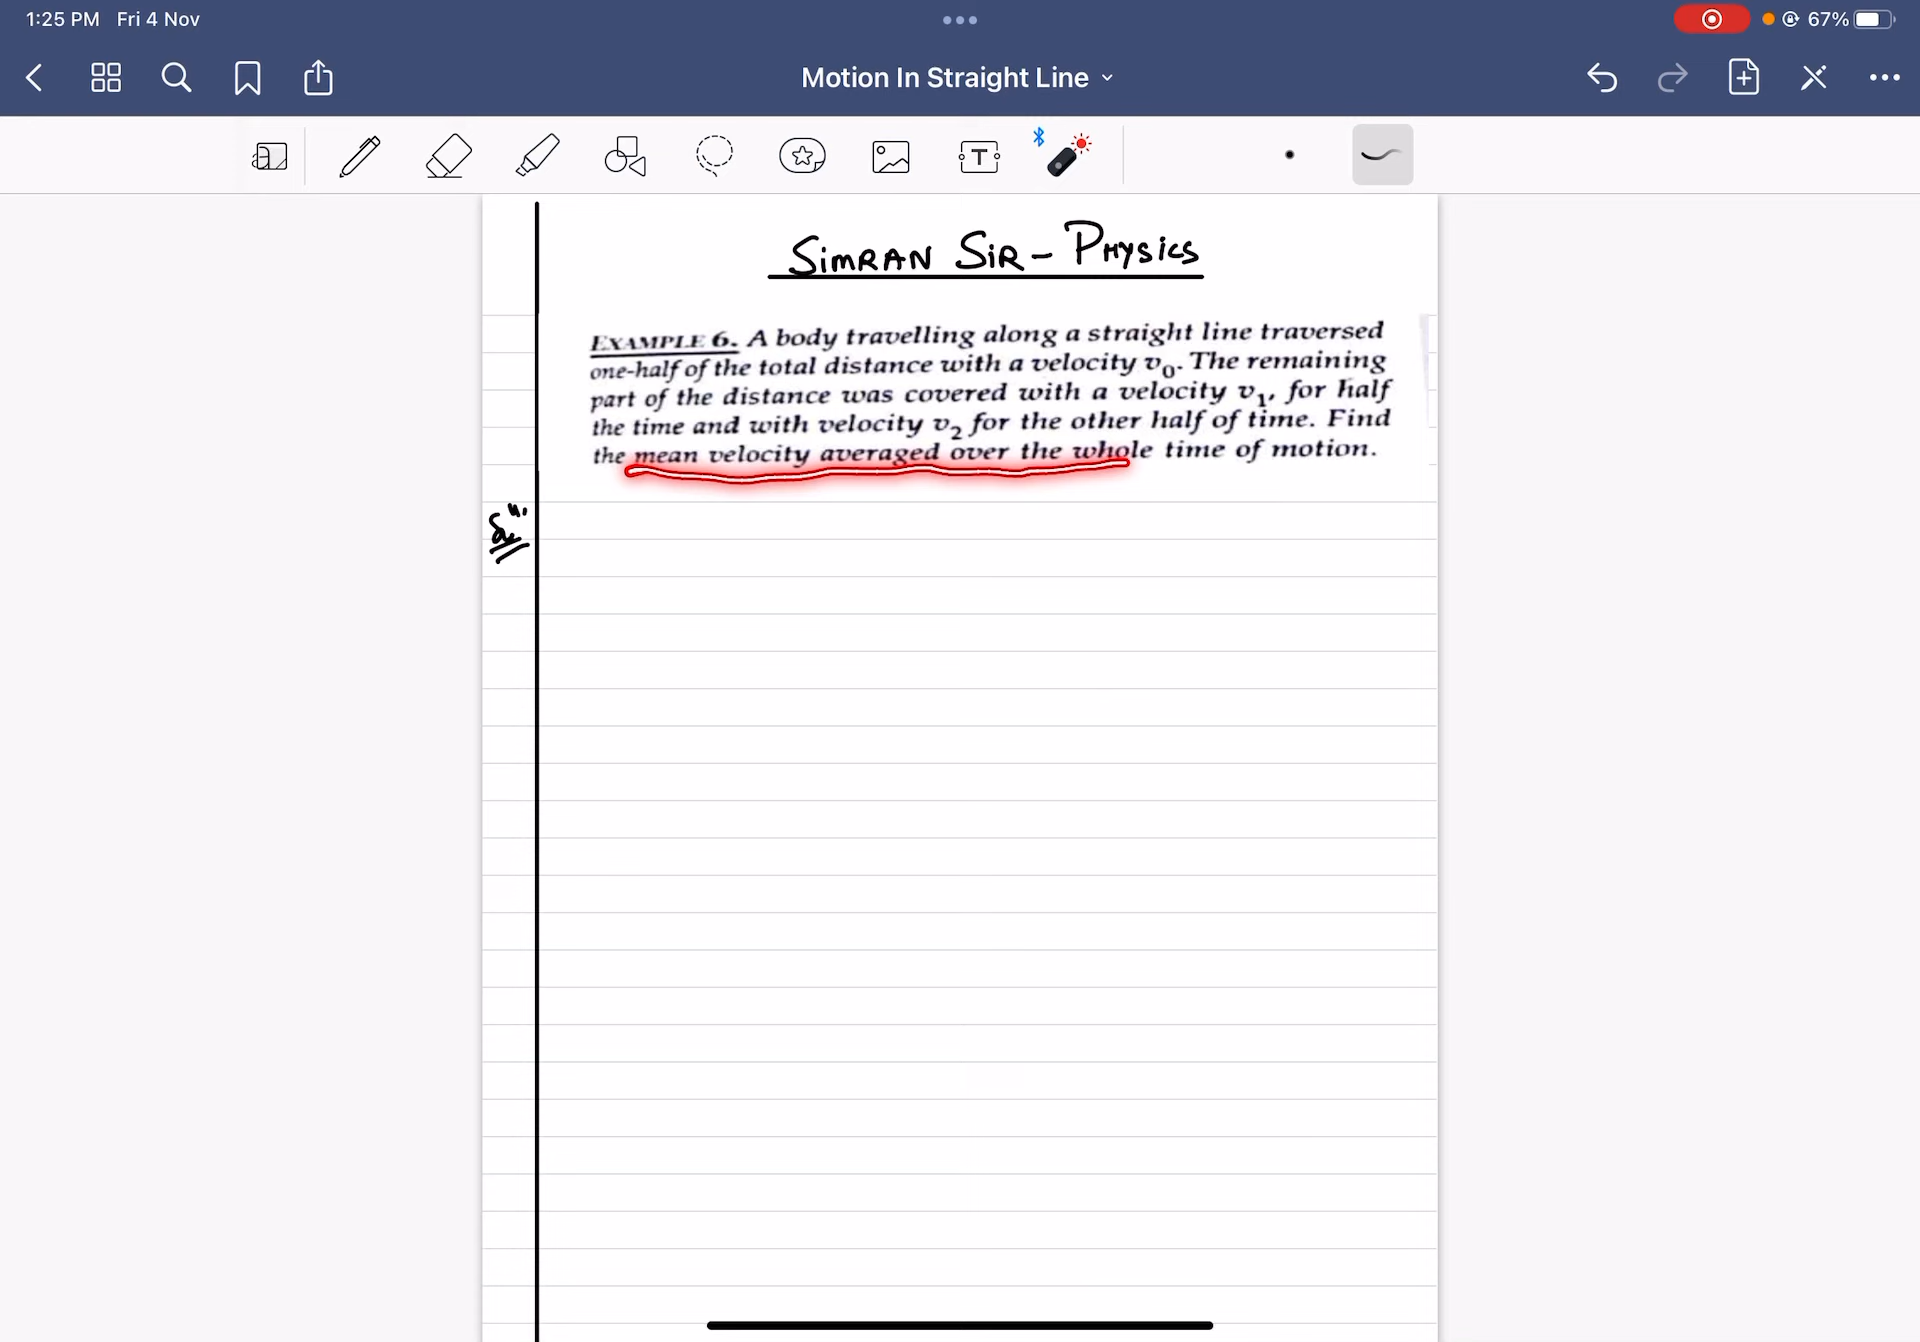 1:25 PM Fri 4 Nov
67%
Motion In Straight Line
T
SIMRAN SIR - PHYSICS
EXAMPLE 6. A body travelling along a straight line traversed
one-half of the total distance with a velocity v₀. The remaining
part of the distance was covered with a velocity v₁, for half
the time and with velocity v₂ for the other half of time. Find
the mean velocity averaged over the whole time of motion.